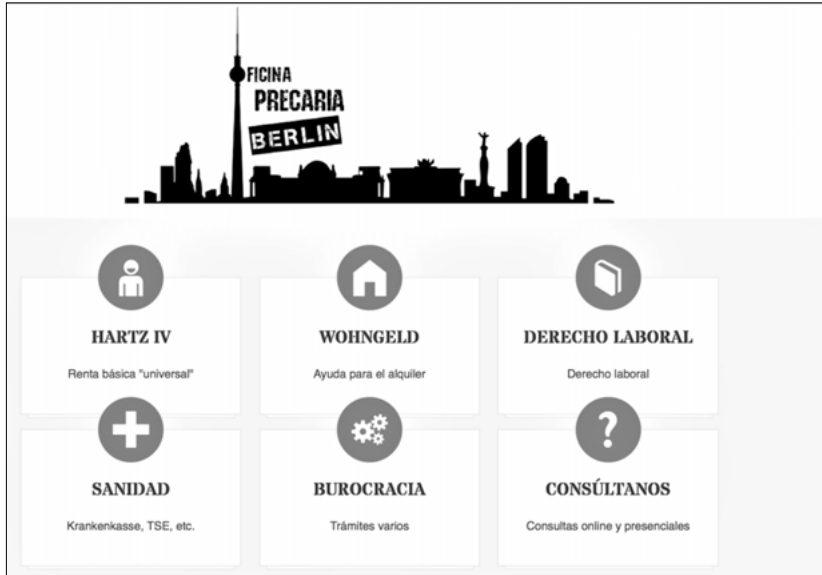 FICINA
PRECARIA
BERLIN
HARTZ IV
WOHNGELD
DERECHO LABORAL
Renta básica "universal"
Ayuda para el alquiler
Derecho laboral
SANIDAD
BUROCRACIA
CONSÚLTANOS
Krankenkasse, TSE, etc.
Trámites varios
Consultas online y presenciales